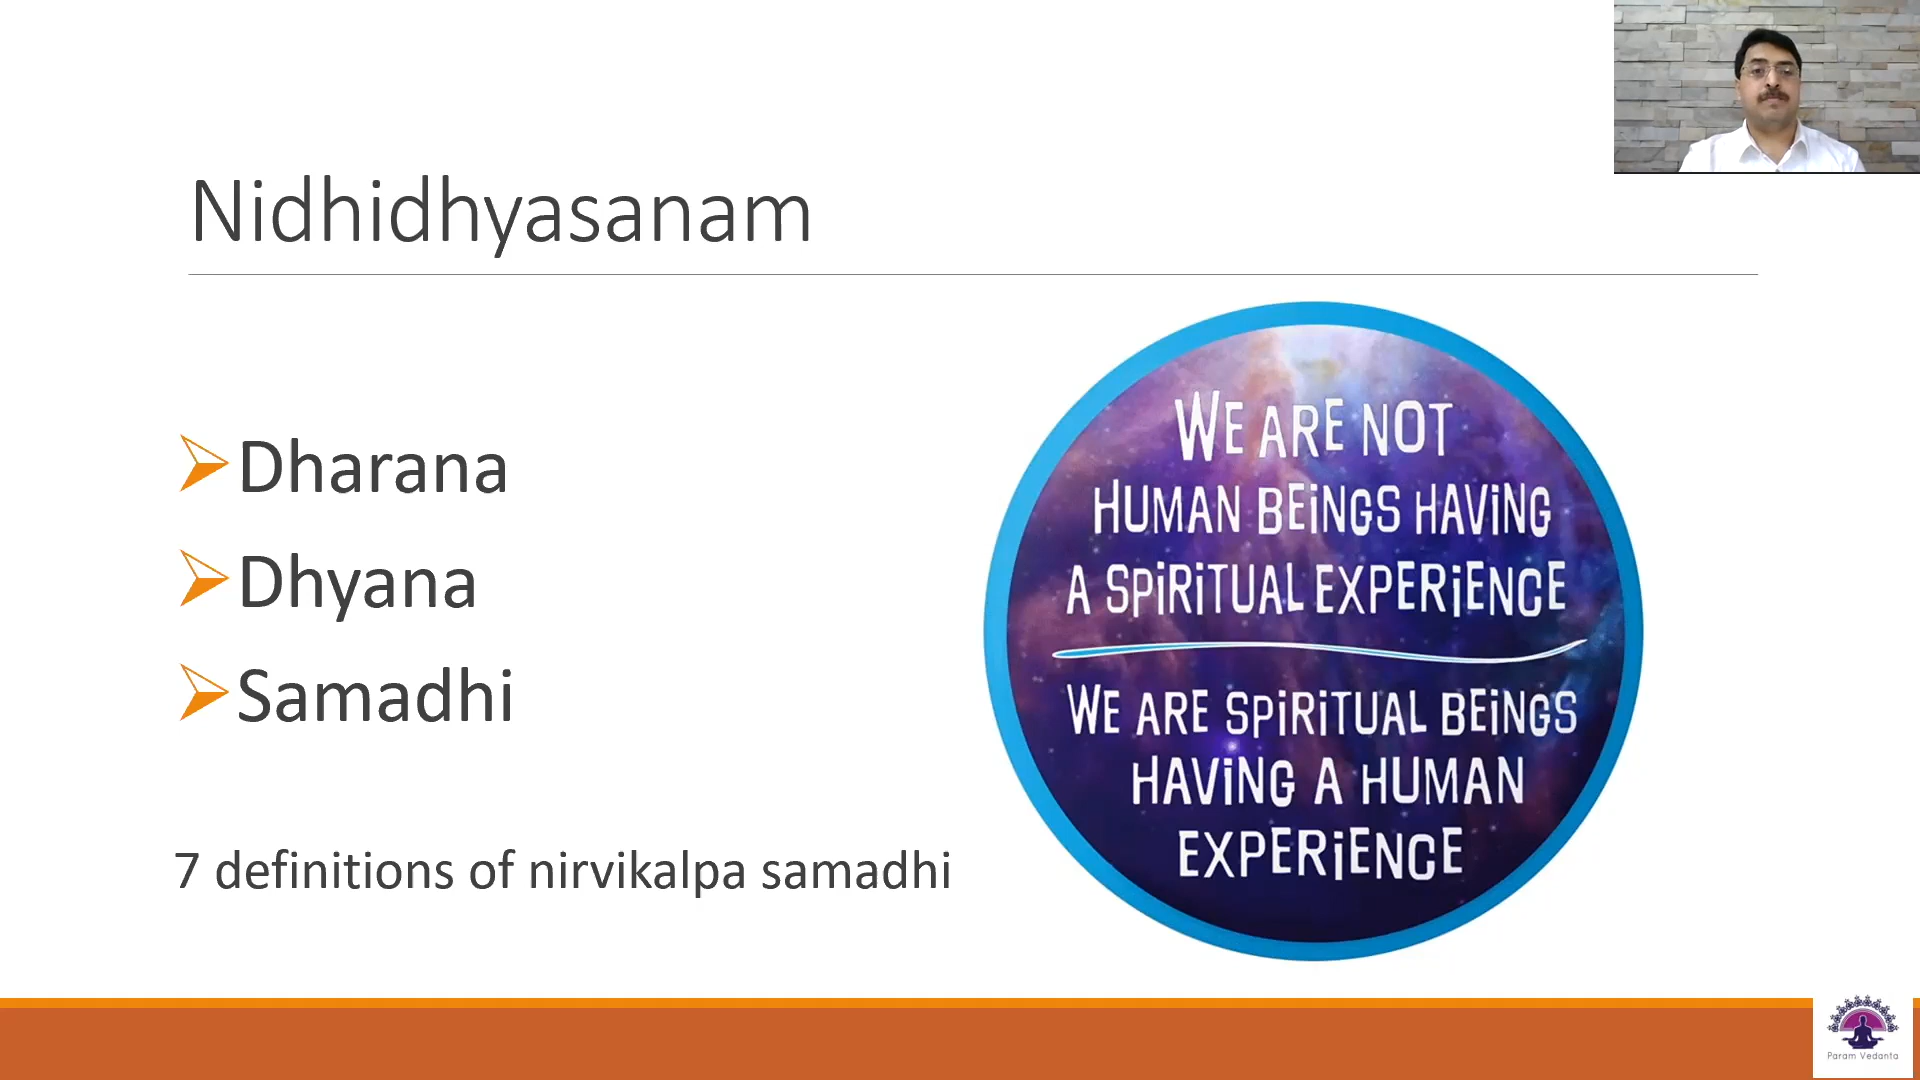 Nidhidhyasanam
Dharana
Dhyana
Samadhi
7 definitions of nirvikalpa samadhi
WE ARE NOT
HUMAN BEiNGS HAViNG
A SPiRiTUAL EXPERiENCE
WE ARE SPiRiTUAL BEiNGS
HAViNG A HUMAN
EXPERiENCE
Param Vedanta